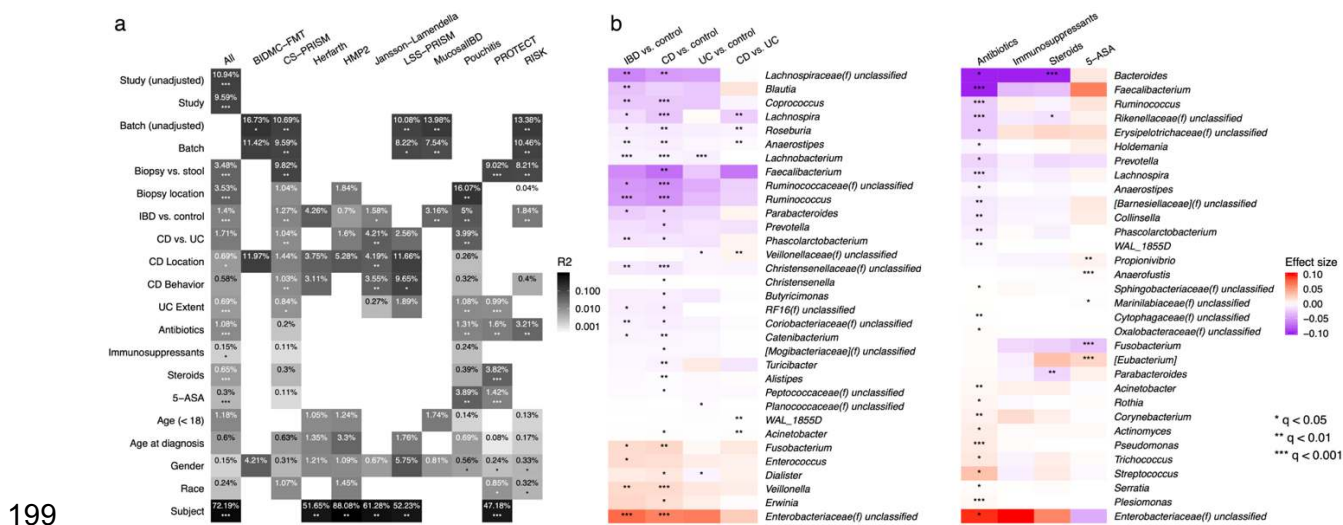 a
All BIDMC-FMT CS-PRISM Herfarth HMP2 Jansson-Lamendella LSS-PRISM MucosalIBD Pouchitis PROTECT RISK
Study (unadjusted) 10.94% ***
Study 9.59% ***
Batch (unadjusted) 16.73% * 10.69% ** 10.08% ** 13.98% ** 13.38% **
Batch 11.42% 9.59% ** 8.22% * 7.54% ** 10.46% **
Biopsy vs. stool 3.48% *** 9.82% ** 9.02% *** 8.21% **
Biopsy location 3.53% *** 1.04% 1.84% 16.07% ** 0.04%
IBD vs. control 1.4% *** 1.27% ** 4.26% 0.7% 1.58% * 3.16% ** 5% ** 1.84% **
CD vs. UC 1.71% 1.04% ** 1.6% 4.21% ** 2.56% 3.99% **
CD Location 0.69% * 11.97% 1.44% 3.75% 5.28% 4.19% ** 11.66% 0.26%
CD Behavior 0.58% 1.03% ** 3.11% 3.55% ** 9.65% * 0.32% 0.4%
UC Extent 0.69% *** 0.84% * 0.27% 1.89% 1.08% ** 0.99% ***
Antibiotics 1.08% *** 0.2% 1.31% ** 1.6% *** 3.21% **
Immunosuppressants 0.15% * 0.11% 0.24%
Steroids 0.65% *** 0.3% 0.39% 3.82% ***
5-ASA 0.3% *** 0.11% 3.89% ** 1.42% ***
Age (< 18) 1.18% 1.05% 1.24% 1.74% 0.14% 0.13%
Age at diagnosis 0.6% 0.63% 1.35% 3.3% 1.76% 0.69% 0.08% 0.17%
Gender 0.15% 4.21% 0.31% 1.21% 1.09% 0.67% 5.75% 0.81% 0.56% * 0.24% * 0.33% *
Race 0.24% 1.07% 1.45% 0.85% * 0.32% *
Subject 72.19% *** 51.65% ** 88.08% ** 61.28% ** 52.23% ** 47.18% ***
R2
0.100
0.010
0.001
b
IBD vs. control CD vs. control UC vs. control CD vs. UC
** ** Lachnospiraceae(f) unclassified
** Blautia
** *** Coprococcus
* *** ** Lachnospira
* ** ** Roseburia
** ** ** Anaerostipes
*** *** *** Lachnobacterium
** Faecalibacterium
* *** Ruminococcaceae(f) unclassified
*** *** Ruminococcus
* * Parabacteroides
* Prevotella
** * Phascolarctobacterium
* ** Veillonellaceae(f) unclassified
** *** Christensenellaceae(f) unclassified
* Christensenella
* Butyricimonas
* * RF16(f) unclassified
** * Coriobacteriaceae(f) unclassified
* ** Catenibacterium
* [Mogibacteriaceae](f) unclassified
** Turicibacter
** Alistipes
* Peptococcaceae(f) unclassified
* Planococcaceae(f) unclassified
** WAL_1855D
* ** Acinetobacter
* ** Fusobacterium
* Enterococcus
* * Dialister
** *** Veillonella
* Erwinia
*** *** Enterobacteriaceae(f) unclassified
Antibiotics Immunosuppressants Steroids 5-ASA
* *** Bacteroides
*** Faecalibacterium
*** Ruminococcus
*** * Rikenellaceae(f) unclassified
* Erysipelotrichaceae(f) unclassified
* Holdemania
* Prevotella
*** Lachnospira
* Anaerostipes
** [Barnesiellaceae](f) unclassified
** Collinsella
** Phascolarctobacterium
** WAL_1855D
** Propionivibrio
*** Anaerofustis
* Sphingobacteriaceae(f) unclassified
* Marinilabiaceae(f) unclassified
** Cytophagaceae(f) unclassified
* Oxalobacteraceae(f) unclassified
*** Fusobacterium
*** [Eubacterium]
** Parabacteroides
** Acinetobacter
* Rothia
** Corynebacterium
* Actinomyces
*** Pseudomonas
* Trichococcus
* Streptococcus
* Serratia
*** Plesiomonas
* Enterobacteriaceae(f) unclassified
Effect size
0.10
0.05
0.00
-0.05
-0.10
* q < 0.05
** q < 0.01
*** q < 0.001
199